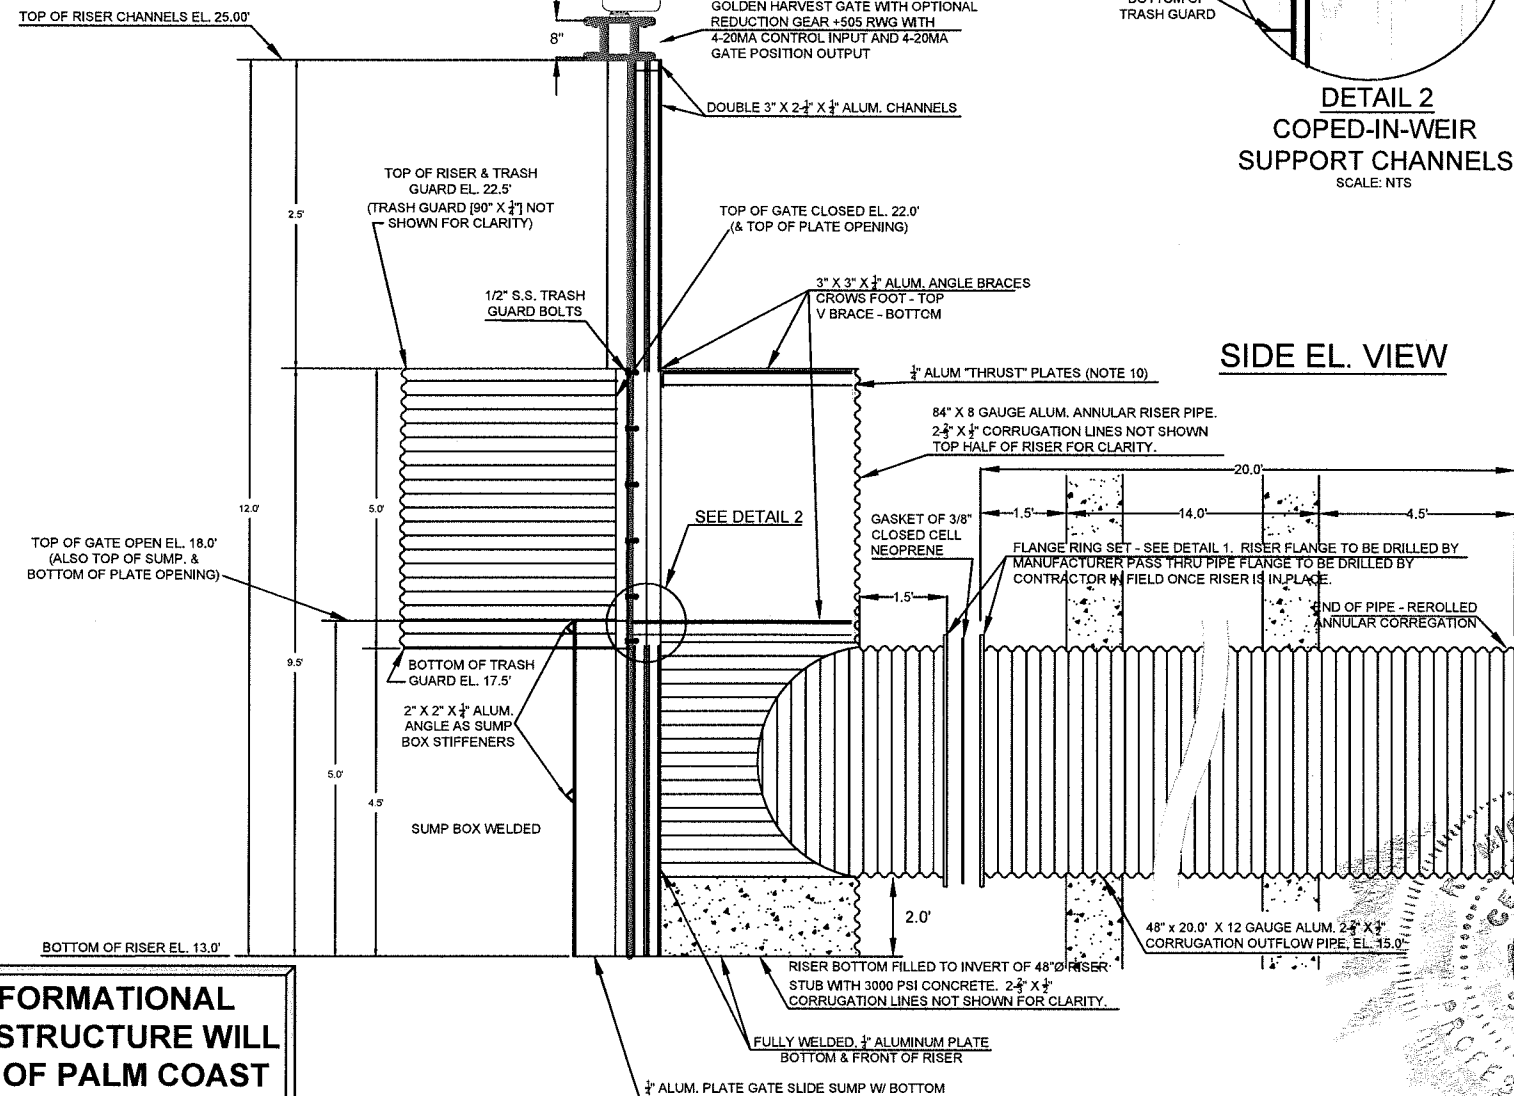 TOP OF RISER CHANNELS EL. 25.00'
8"
GOLDEN HARVEST GATE WITH OPTIONAL
REDUCTION GEAR +505 RWG WITH
4-20MA CONTROL INPUT AND 4-20MA
GATE POSITION OUTPUT
BOTTOM OF
TRASH GUARD
DETAIL 2
COPED-IN-WEIR
SUPPORT CHANNELS
SCALE: NTS
DOUBLE 3" X 2-1/4" X 1/4" ALUM. CHANNELS
TOP OF RISER & TRASH
GUARD EL. 22.5'
(TRASH GUARD [90" X 1/4"] NOT
SHOWN FOR CLARITY)
2.5'
TOP OF GATE CLOSED EL. 22.0'
(& TOP OF PLATE OPENING)
1/2" S.S. TRASH
GUARD BOLTS
3" X 3" X 1/4" ALUM. ANGLE BRACES
CROWS FOOT - TOP
V BRACE - BOTTOM
SIDE EL. VIEW
1/4" ALUM "THRUST" PLATES (NOTE 10)
84" X 8 GAUGE ALUM. ANNULAR RISER PIPE.
2-2/3" X 1/2" CORRUGATION LINES NOT SHOWN
TOP HALF OF RISER FOR CLARITY.
20.0'
12.0'
5.0'
SEE DETAIL 2
GASKET OF 3/8"
CLOSED CELL
NEOPRENE
1.5'
14.0'
4.5'
TOP OF GATE OPEN EL. 18.0'
(ALSO TOP OF SUMP. &
BOTTOM OF PLATE OPENING)
FLANGE RING SET - SEE DETAIL 1. RISER FLANGE TO BE DRILLED BY
MANUFACTURER PASS THRU PIPE FLANGE TO BE DRILLED BY
CONTRACTOR IN FIELD ONCE RISER IS IN PLACE.
1.5'
END OF PIPE - REROLLED
ANNULAR CORREGATION
9.5'
BOTTOM OF TRASH
GUARD EL. 17.5'
2" X 2" X 1/4" ALUM.
ANGLE AS SUMP
BOX STIFFENERS
5.0'
4.5'
SUMP BOX WELDED
2.0'
48" x 20.0' X 12 GAUGE ALUM. 2-2/3" X 1/2"
CORRUGATION OUTFLOW PIPE, EL. 15.0'
BOTTOM OF RISER EL. 13.0'
RISER BOTTOM FILLED TO INVERT OF 48"Ø RISER
STUB WITH 3000 PSI CONCRETE. 2-2/3" X 1/2"
CORRUGATION LINES NOT SHOWN FOR CLARITY.
FORMATIONAL
STRUCTURE WILL
OF PALM COAST
FULLY WELDED, 1/4" ALUMINUM PLATE
BOTTOM & FRONT OF RISER
1/4" ALUM. PLATE GATE SLIDE SUMP W/ BOTTOM